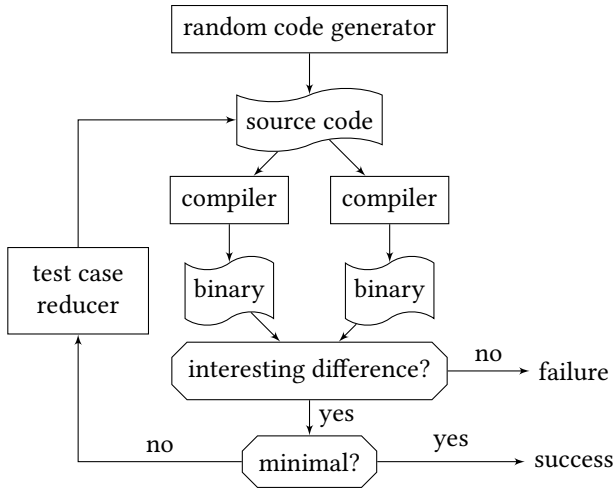 random code generator
source code
compiler
compiler
test case
reducer
binary
binary
interesting difference?
no
failure
yes
no
minimal?
yes
success